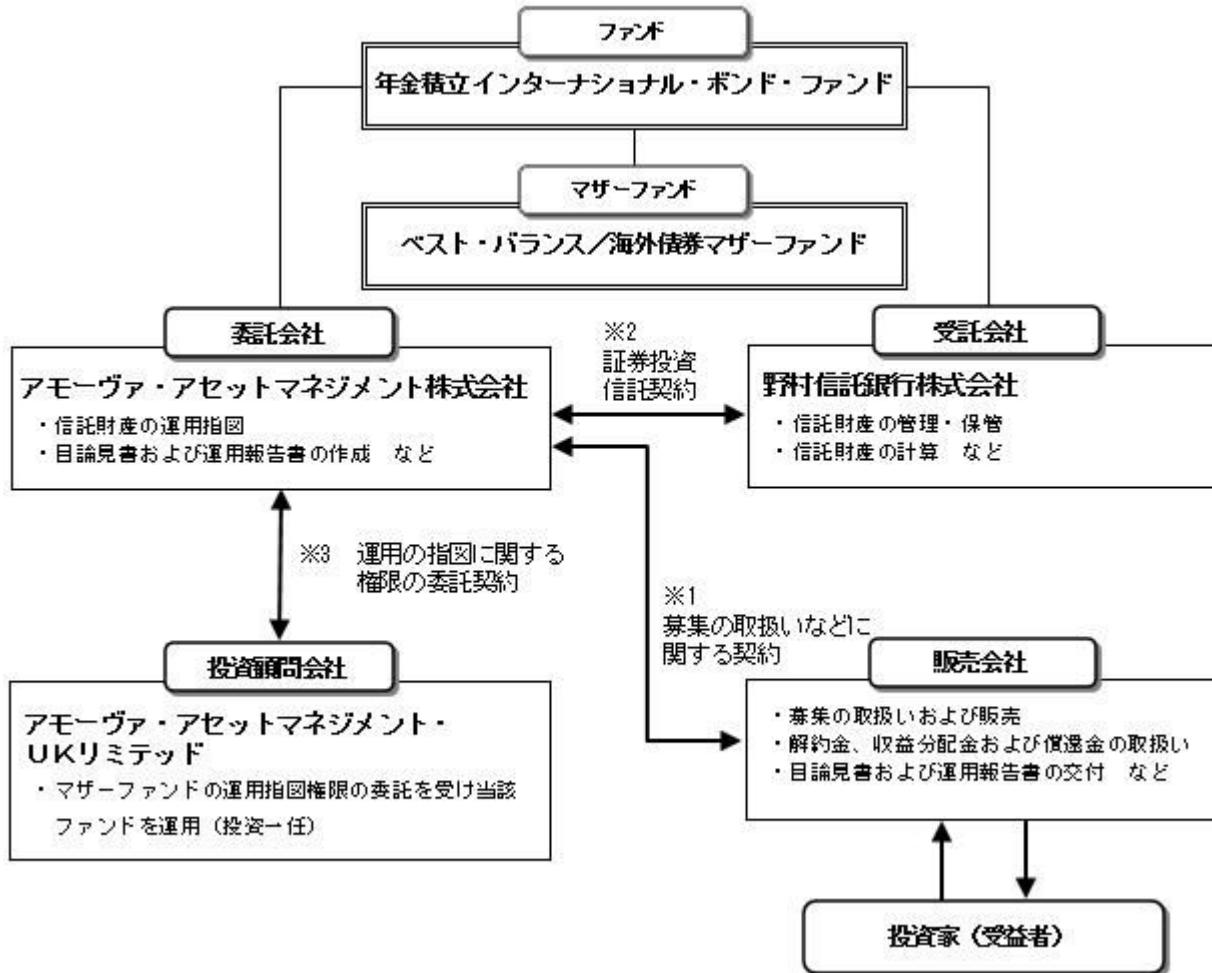 ファンド
年金積立インターナショナル・ボンド・ファンド
マザーファンド
ベスト・バランス／海外債券マザーファンド
委託会社
アモーヴァ・アセットマネジメント株式会社
・信託財産の運用指図
・目論見書および運用報告書の作成　など
※2
証券投資
信託契約
受託会社
野村信託銀行株式会社
・信託財産の管理・保管
・信託財産の計算　など
※3　運用の指図に関する
権限の委託契約
※1
募集の取扱いなどに
関する契約
投資顧問会社
アモーヴァ・アセットマネジメント・
ＵＫリミテッド
・マザーファンドの運用指図権限の委託を受け当該
ファンドを運用（投資一任）
販売会社
・募集の取扱いおよび販売
・解約金、収益分配金および償還金の取扱い
・目論見書および運用報告書の交付　など
投資家（受益者）